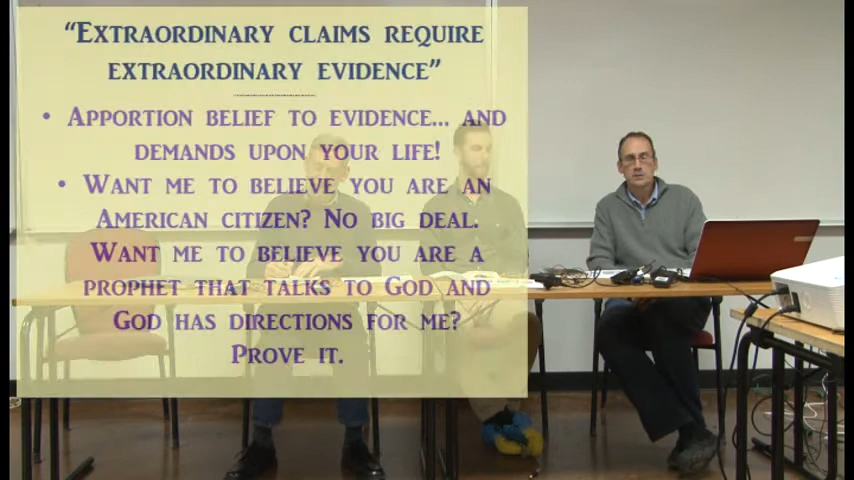 “Extraordinary claims require
extraordinary evidence”
• Apportion belief to evidence... and
demands upon your life!
• Want me to believe you are an
American citizen? No big deal.
Want me to believe you are a
prophet that talks to God and
God has directions for me?
Prove it.